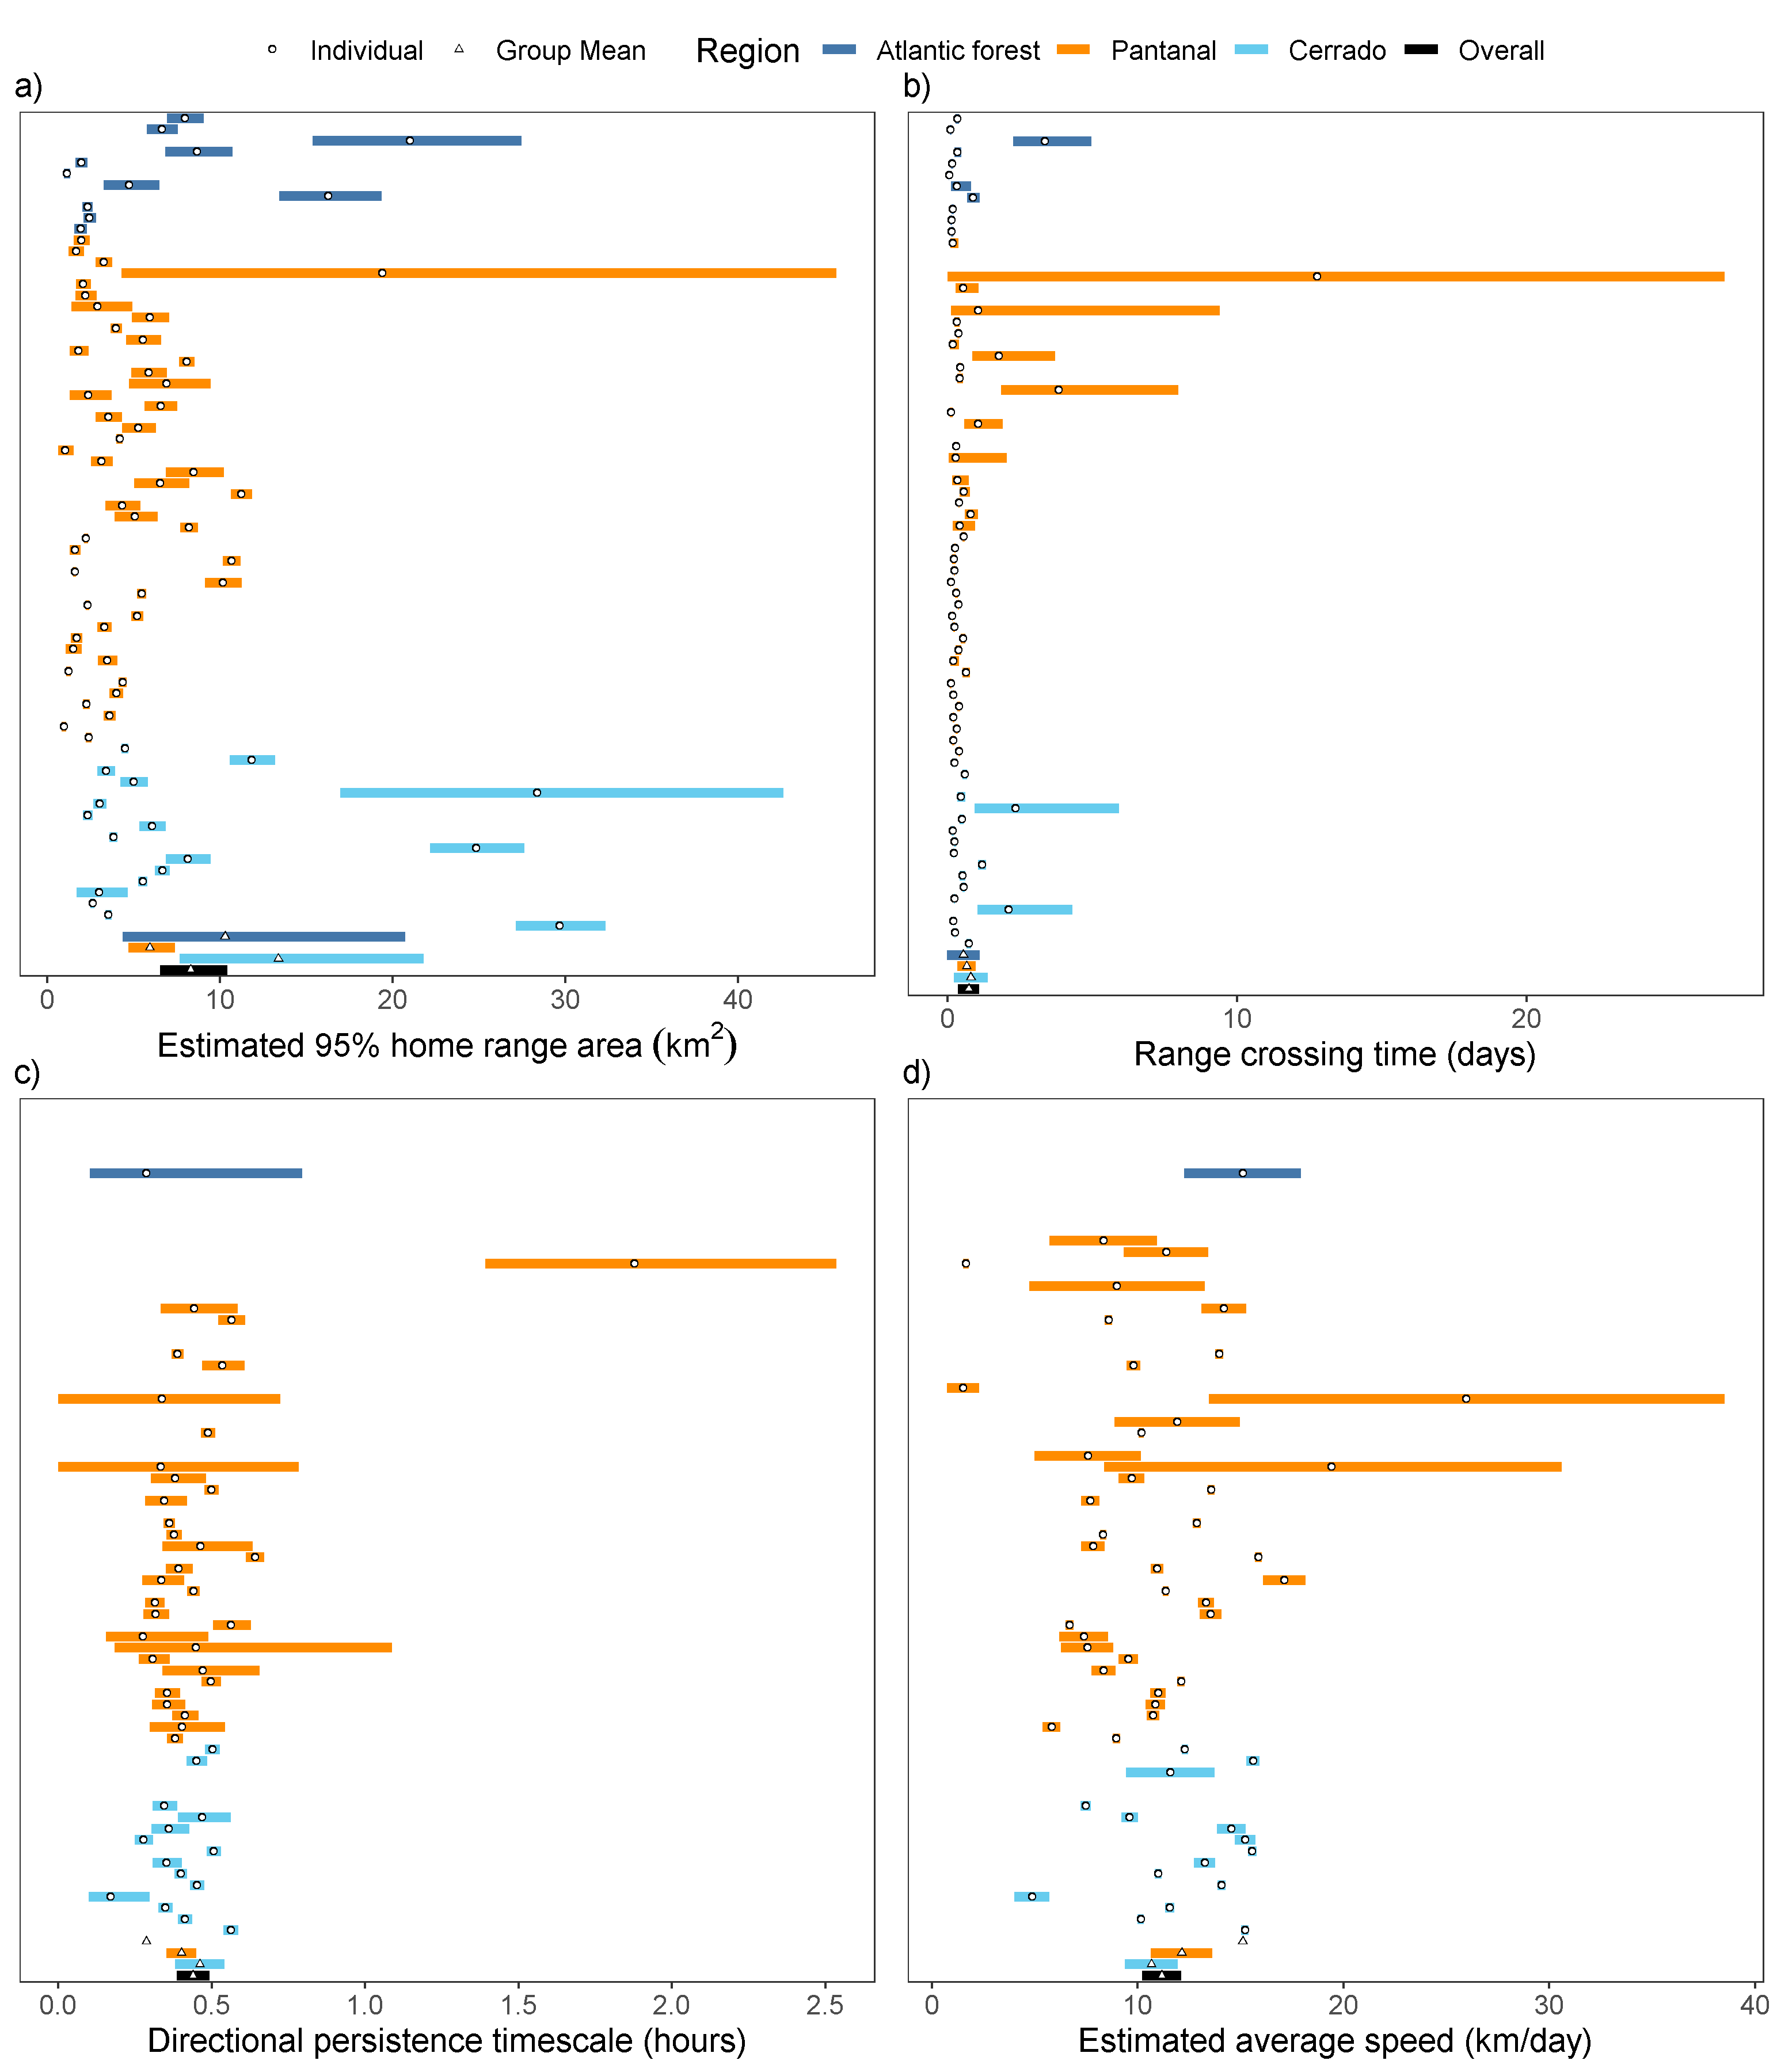 Individual Group Mean Region Atlantic forest Pantanal Cerrado Overall
a)
b)
0 10 20 30 40
Estimated 95% home range area (km²)
0 10 20
Range crossing time (days)
c)
d)
0.0 0.5 1.0 1.5 2.0 2.5
Directional persistence timescale (hours)
0 10 20 30 40
Estimated average speed (km/day)